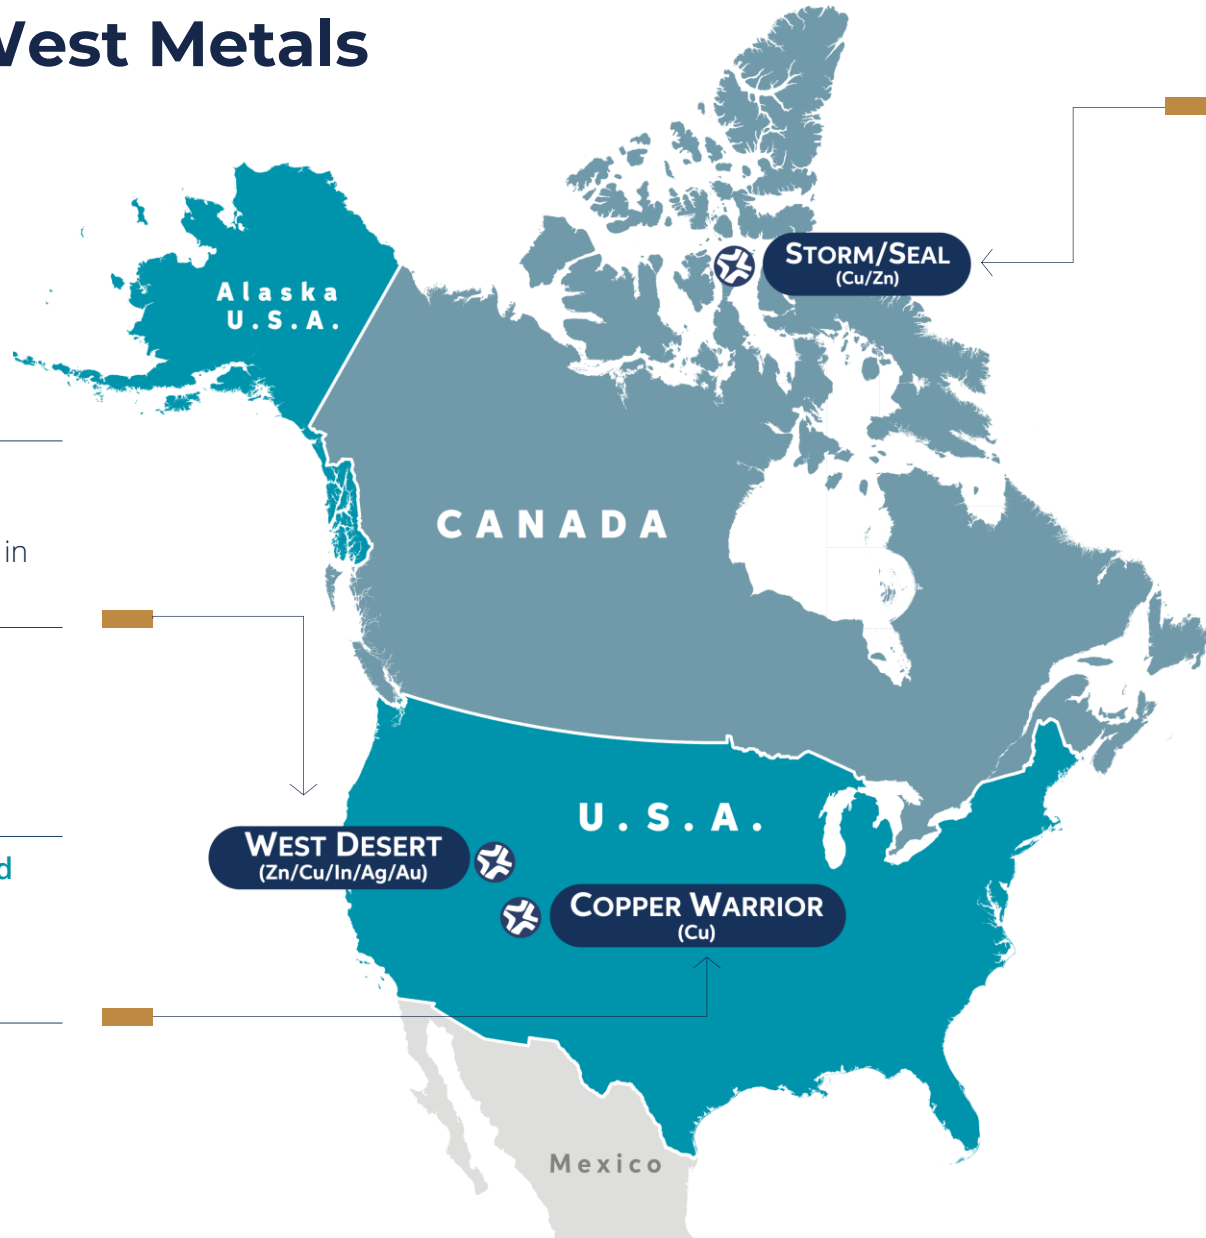 West Metals
STORM/SEAL
(Cu/Zn)
Alaska
U.S.A.
CANADA
in
U.S.A.
WEST DESERT
(Zn/Cu/In/Ag/Au)
COPPER WARRIOR
(Cu)
Mexico